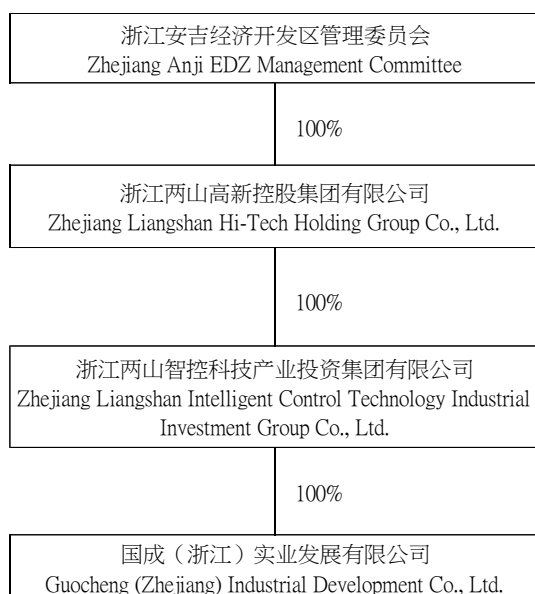 浙江安吉经济开发区管理委员会
Zhejiang Anji EDZ Management Committee
100%
浙江两山高新控股集团有限公司
Zhejiang Liangshan Hi-Tech Holding Group Co., Ltd.
100%
浙江两山智控科技产业投资集团有限公司
Zhejiang Liangshan Intelligent Control Technology Industrial
Investment Group Co., Ltd.
100%
国成（浙江）实业发展有限公司
Guocheng (Zhejiang) Industrial Development Co., Ltd.